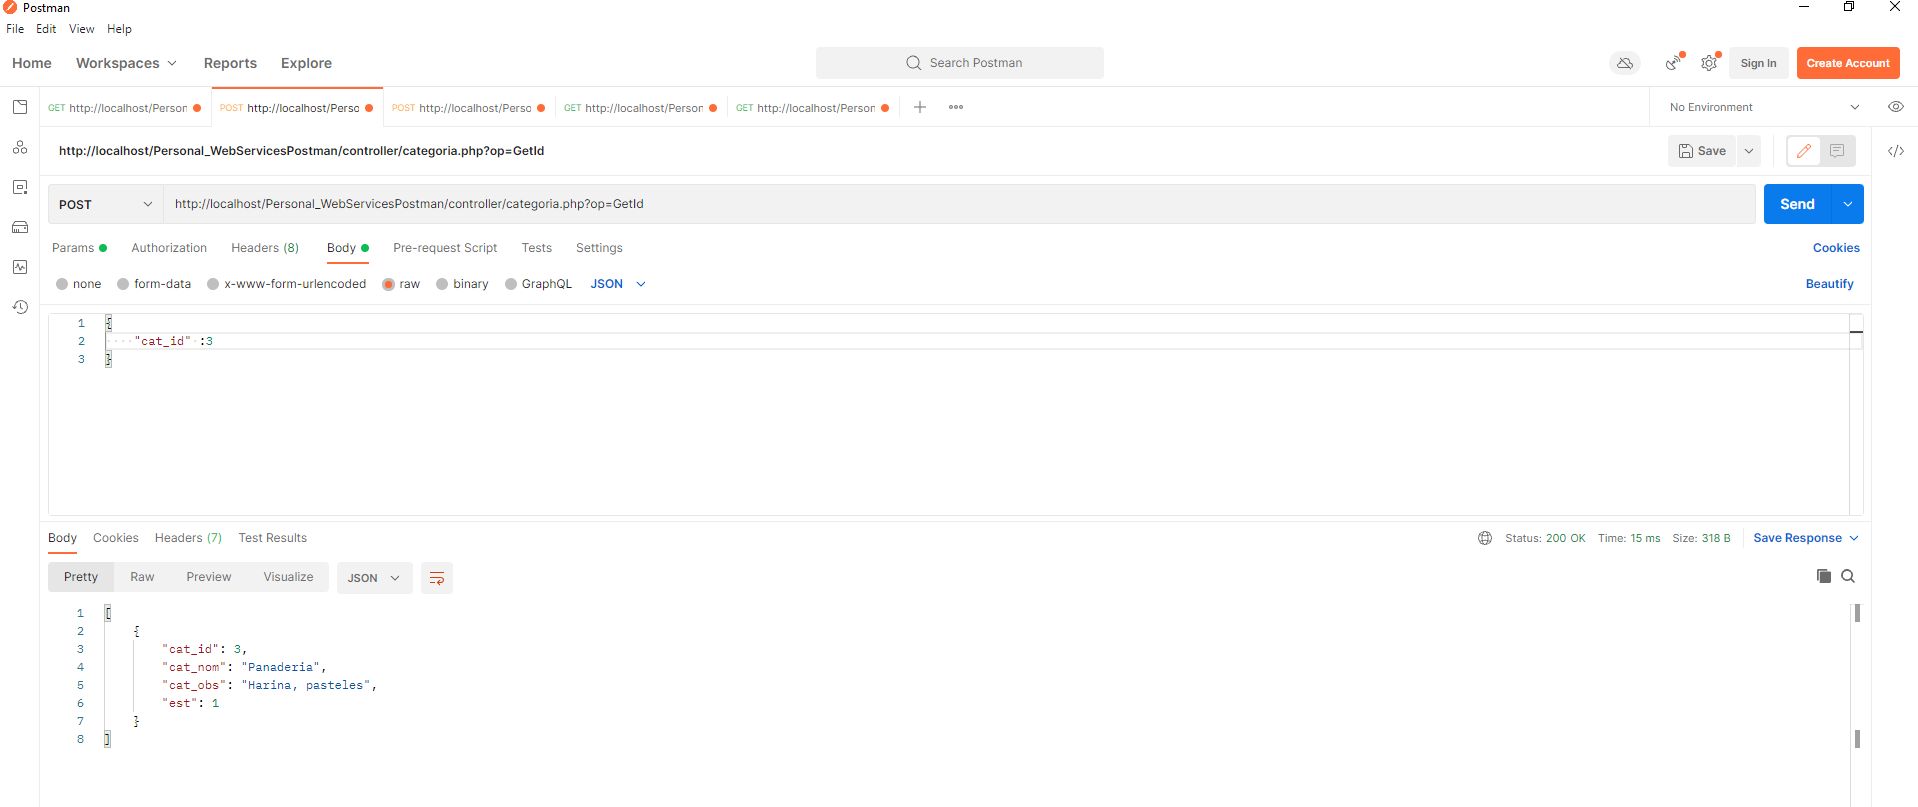 Postman
File Edit View Help
Home Workspaces Reports Explore Search Postman Sign In Create Account
GET http://localhost/Person POST http://localhost/Perso POST http://localhost/Perso GET http://localhost/Person GET http://localhost/Person No Environment
http://localhost/Personal_WebServicesPostman/controller/categoria.php?op=GetId Save
POST http://localhost/Personal_WebServicesPostman/controller/categoria.php?op=GetId Send
Params Authorization Headers (8) Body Pre-request Script Tests Settings Cookies
none form-data x-www-form-urlencoded raw binary GraphQL JSON Beautify
1 {
2 "cat_id" :3
3 }
Body Cookies Headers (7) Test Results Status: 200 OK Time: 15 ms Size: 318 B Save Response
Pretty Raw Preview Visualize JSON
1 [
2 {
3 "cat_id": 3,
4 "cat_nom": "Panaderia",
5 "cat_obs": "Harina, pasteles",
6 "est": 1
7 }
8 ]